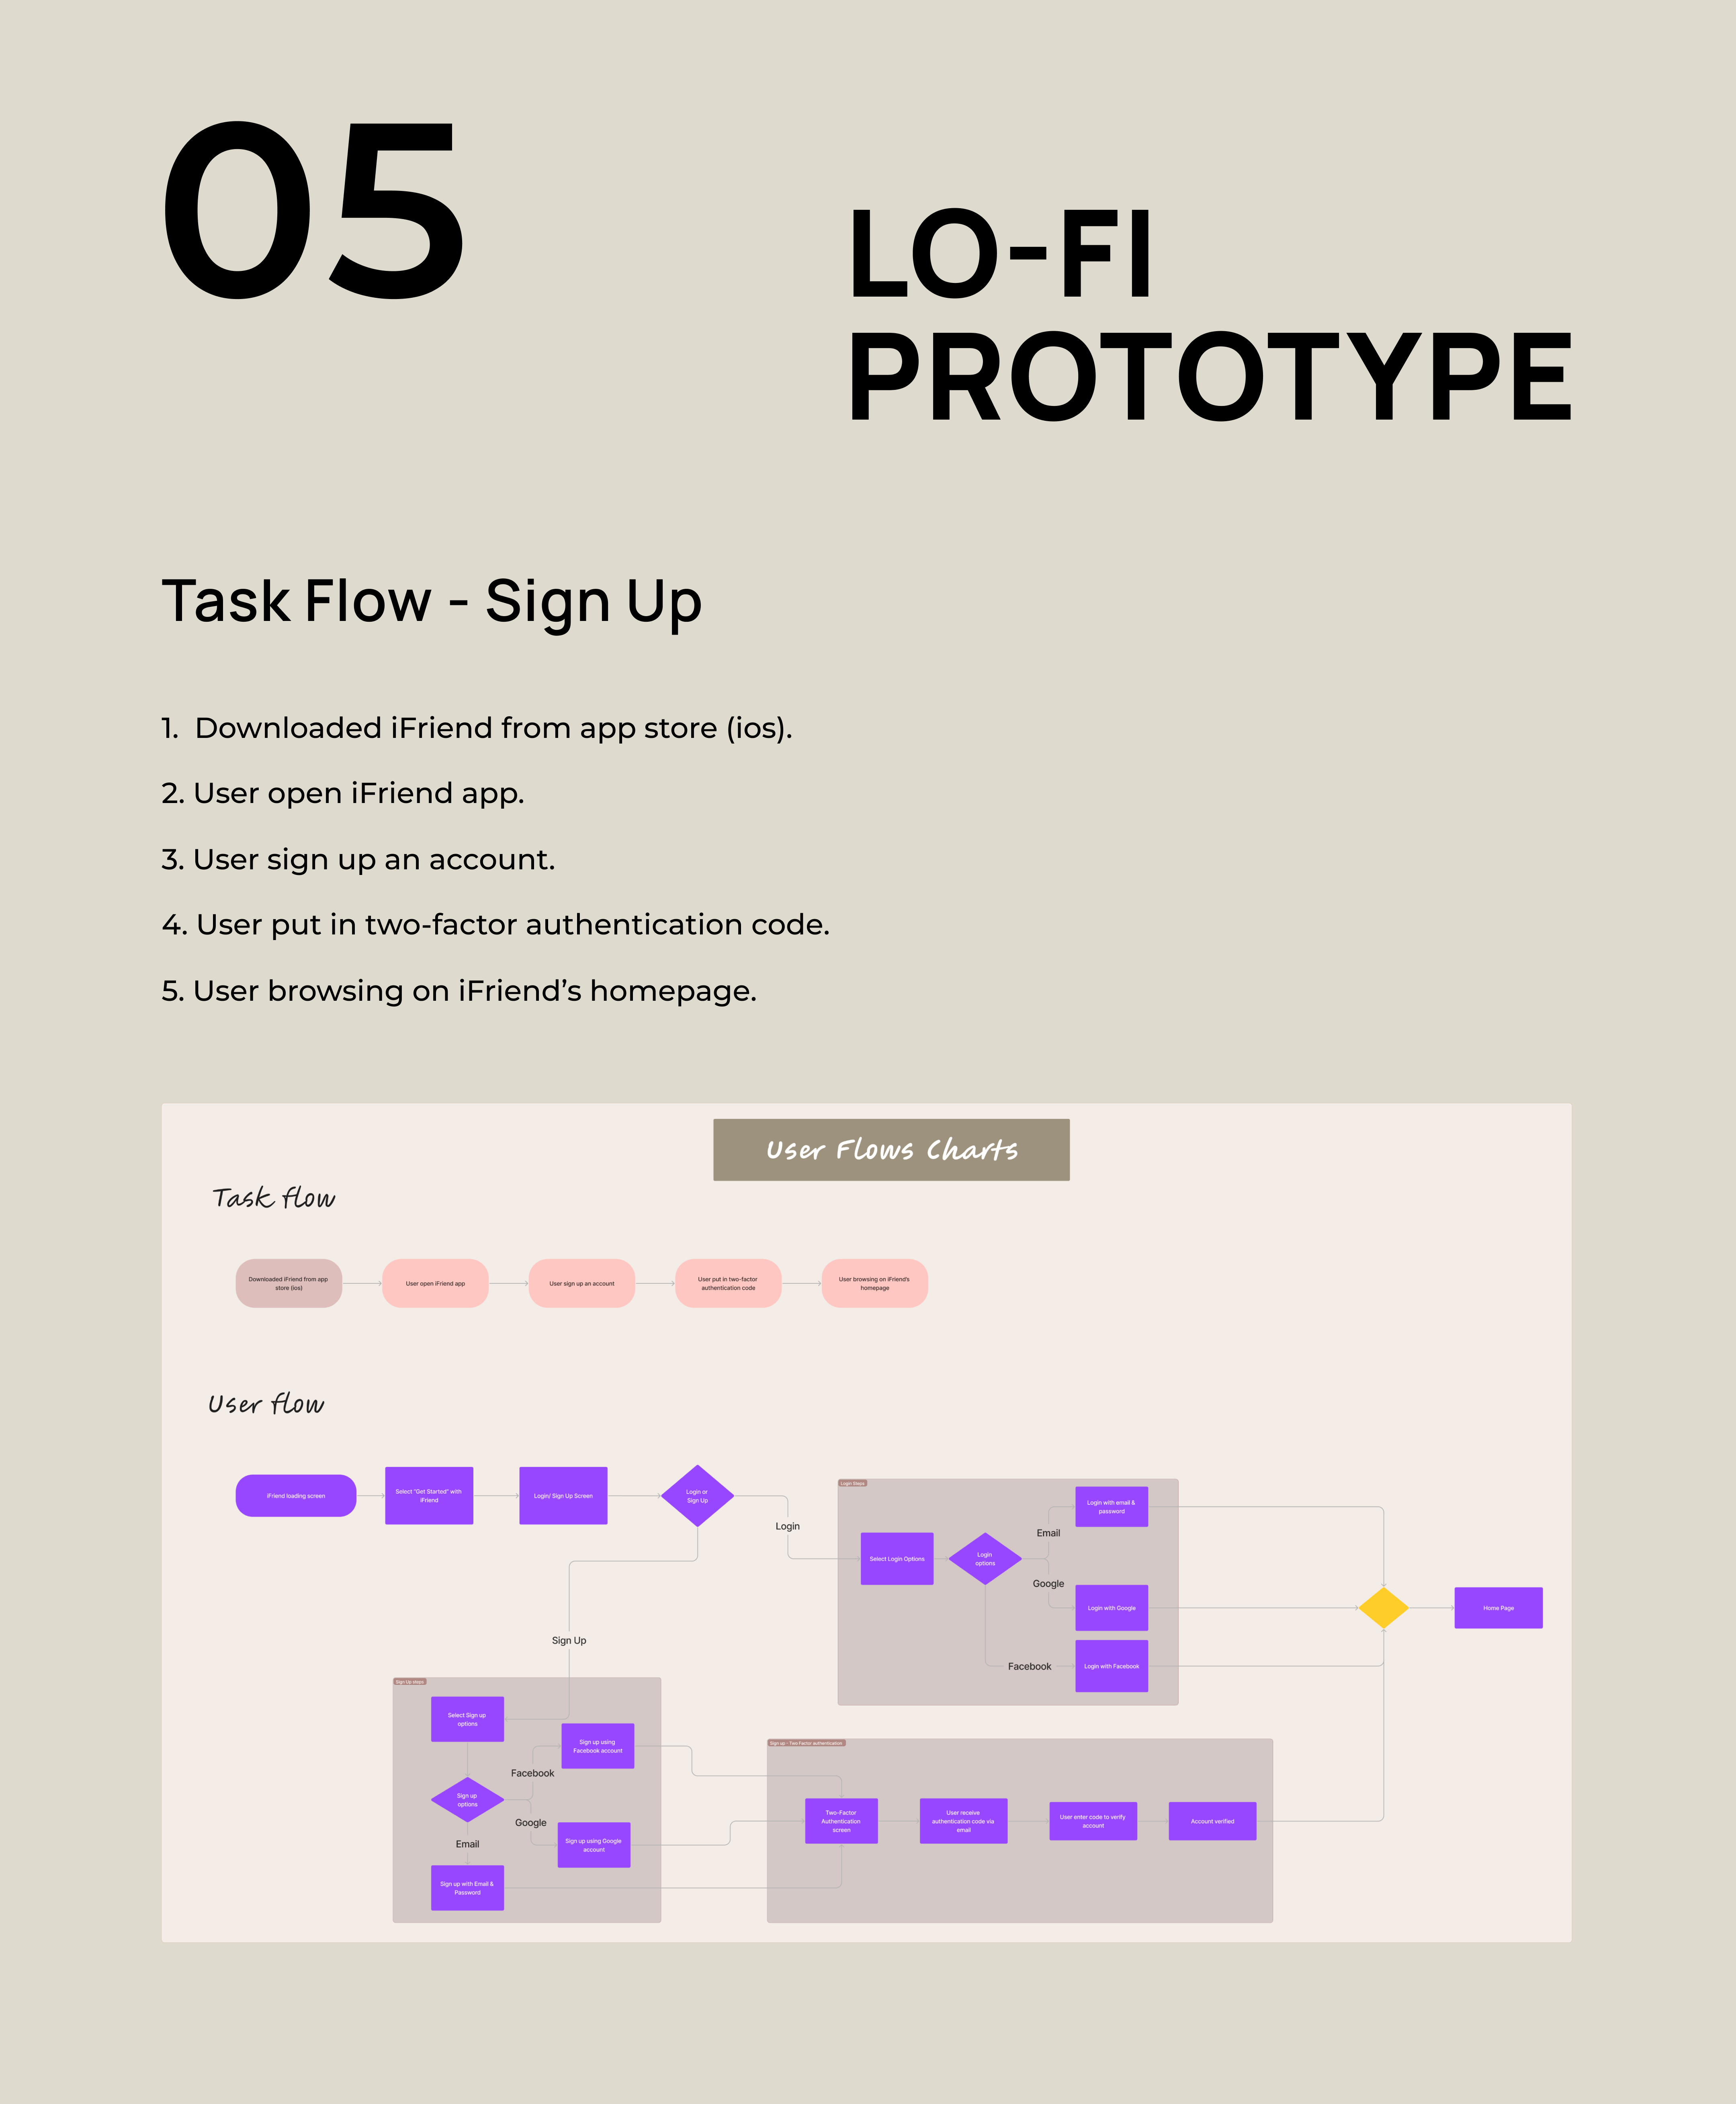 05
LO-FI
PROTOTYPE
Task Flow - Sign Up
1. Downloaded iFriend from app store (ios).
2. User open iFriend app.
3. User sign up an account.
4. User put in two-factor authentication code.
5. User browsing on iFriend’s homepage.
User Flows Charts
Task flow
Downloaded iFriend from app
store (ios)
User open iFriend app
User sign up an account
User put in two-factor
authentication code
User browsing on iFriend's
homepage
User flow
iFriend loading screen
Select "Get Started" with
iFriend
Login/ Sign Up Screen
Login or
Sign Up
Login
Login Steps
Select Login Options
Login
options
Email
Login with email &
password
Google
Login with Google
Facebook
Login with Facebook
Home Page
Sign Up
Sign Up steps
Select Sign up
options
Sign up
options
Facebook
Sign up using
Facebook account
Google
Sign up using Google
account
Email
Sign up with Email &
Password
Sign up - Two Factor authentication
Two-Factor
Authentication
screen
User receive
authentication code via
email
User enter code to verify
account
Account verified